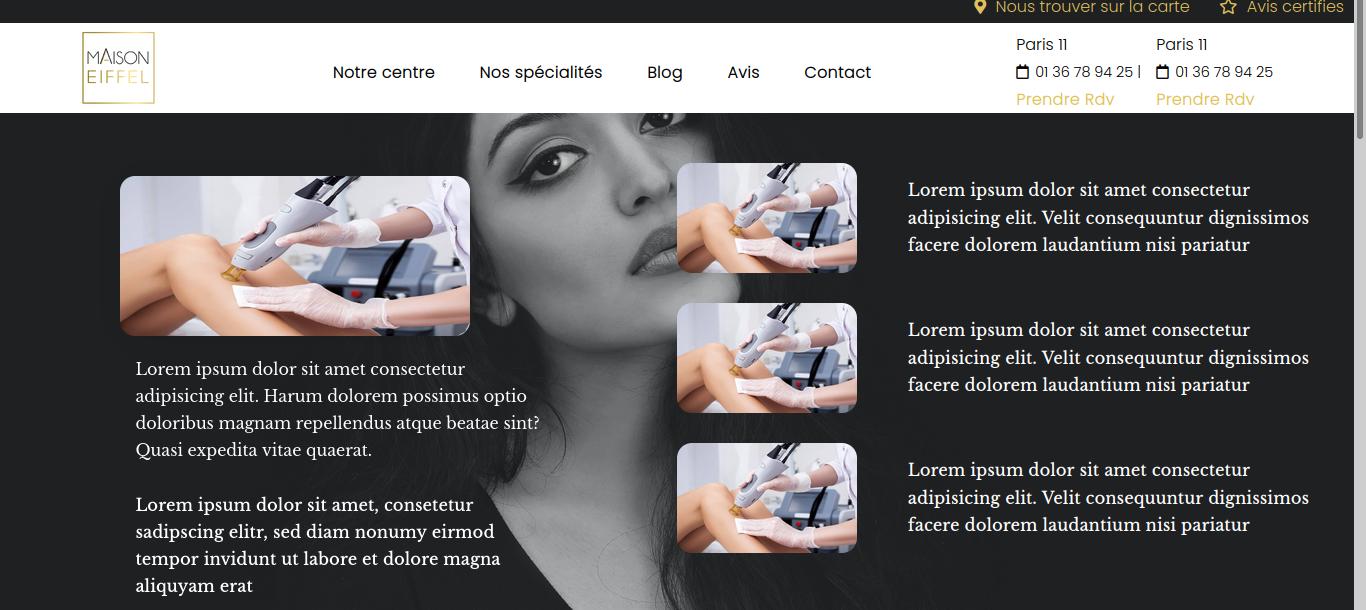 Nous trouver sur la carte
Avis certifies
MAISON
EIFFEL
Notre centre
Nos spécialités
Blog
Avis
Contact
Paris 11
01 36 78 94 25 |
Prendre Rdv
Paris 11
01 36 78 94 25
Prendre Rdv
Lorem ipsum dolor sit amet consectetur
adipisicing elit. Harum dolorem possimus optio
doloribus magnam repellendus atque beatae sint?
Quasi expedita vitae quaerat.
Lorem ipsum dolor sit amet, consetetur
sadipscing elitr, sed diam nonumy eirmod
tempor invidunt ut labore et dolore magna
aliquyam erat
Lorem ipsum dolor sit amet consectetur
adipisicing elit. Velit consequuntur dignissimos
facere dolorem laudantium nisi pariatur
Lorem ipsum dolor sit amet consectetur
adipisicing elit. Velit consequuntur dignissimos
facere dolorem laudantium nisi pariatur
Lorem ipsum dolor sit amet consectetur
adipisicing elit. Velit consequuntur dignissimos
facere dolorem laudantium nisi pariatur